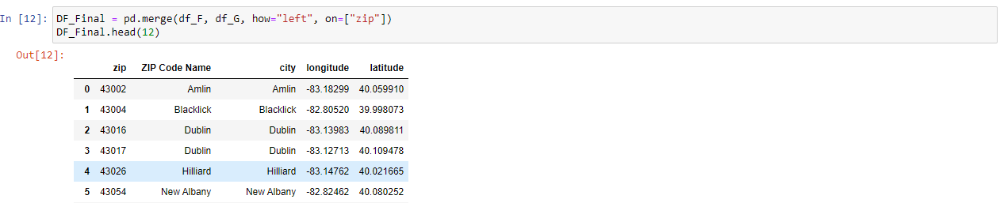 In [12]: DF_Final = pd.merge(df_F, df_G, how="left", on=["zip"])
DF_Final.head(12)
Out[12]:
zip ZIP Code Name city longitude latitude
0 43002 Amlin Amlin -83.18299 40.059910
1 43004 Blacklick Blacklick -82.80520 39.998073
2 43016 Dublin Dublin -83.13983 40.089811
3 43017 Dublin Dublin -83.12713 40.109478
4 43026 Hilliard Hilliard -83.14762 40.021665
5 43054 New Albany New Albany -82.82462 40.080252